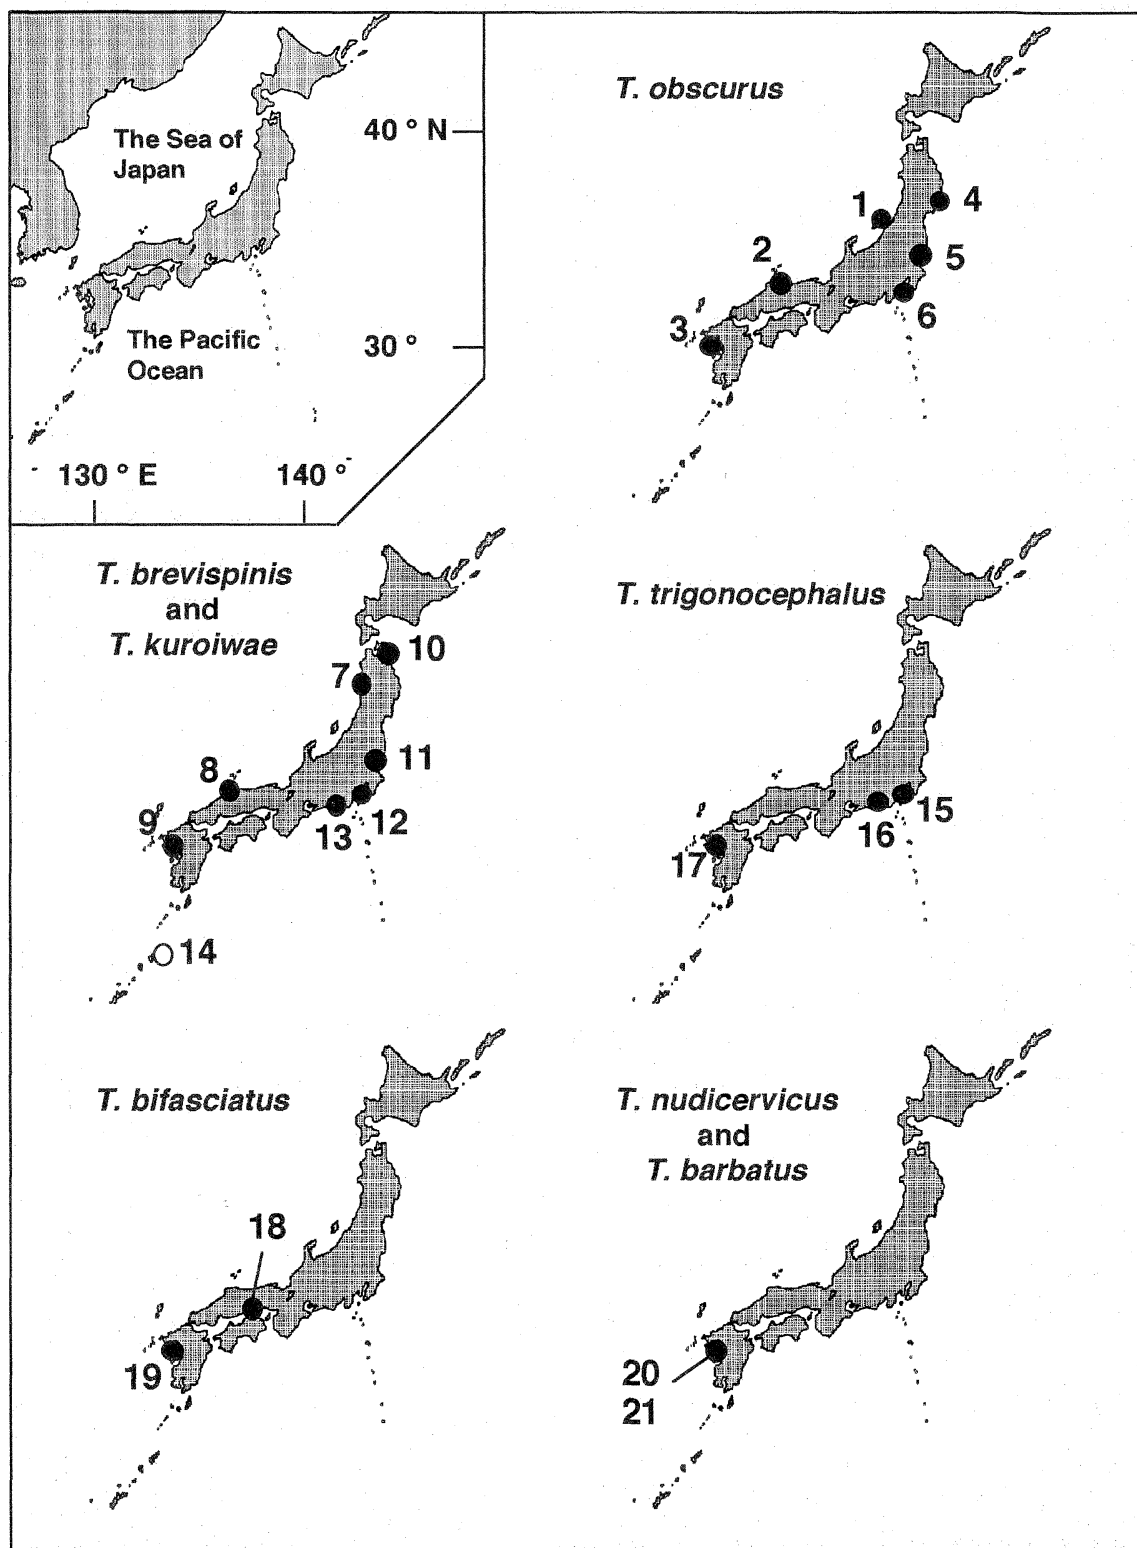 The Sea of
Japan
40 ° N
The Pacific
Ocean
30 °
130 ° E
140 °
T. obscurus
1
4
2
5
6
3
T. brevispinis
and
T. kuroiwae
10
7
11
8
9
13
12
14
T. trigonocephalus
15
16
17
T. bifasciatus
18
19
T. nudicervicus
and
T. barbatus
20
21